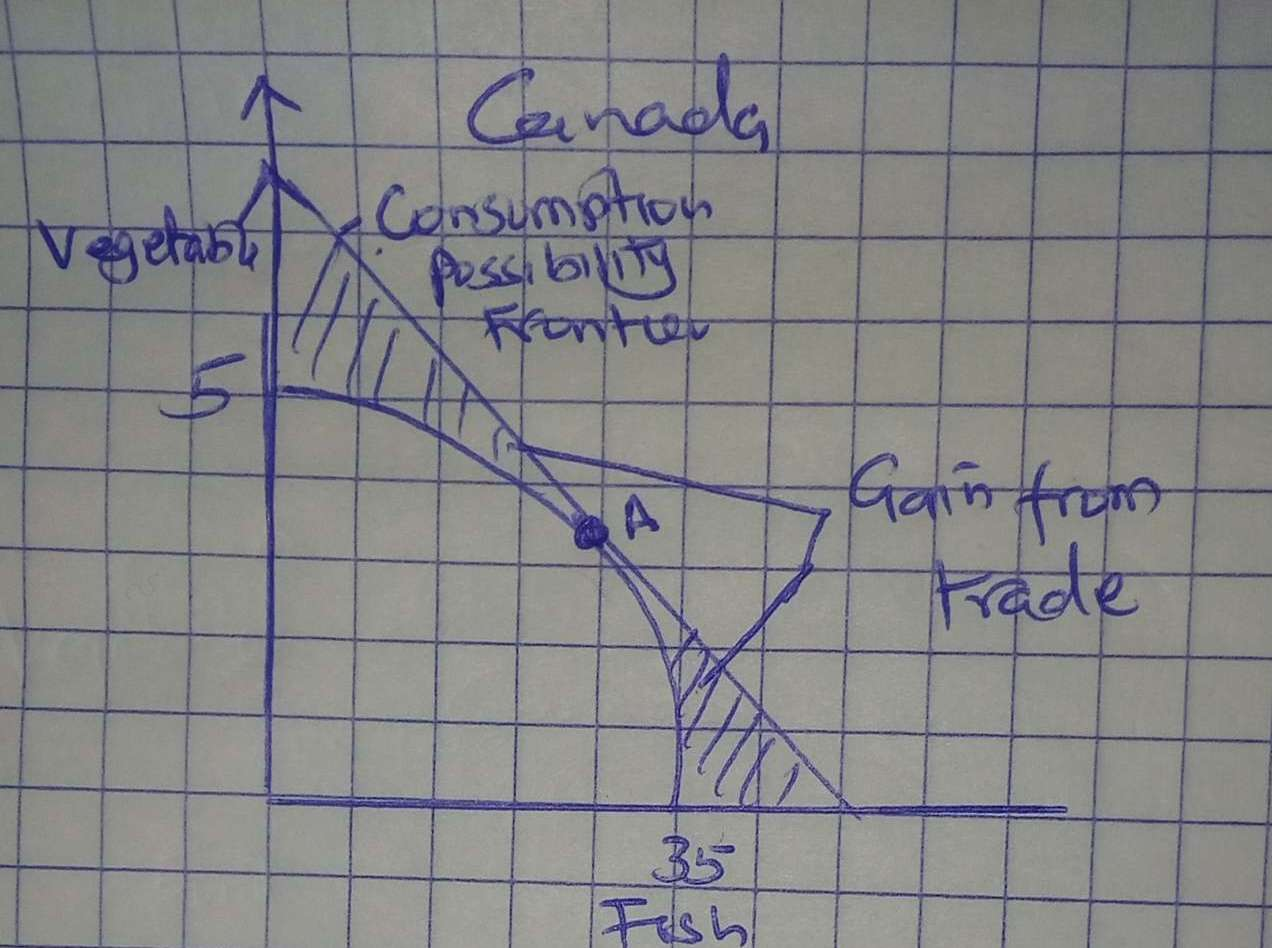 Canada
Consumption
Vegetable
possibility
Frontier
5
A
Gain from
trade
35
Fish